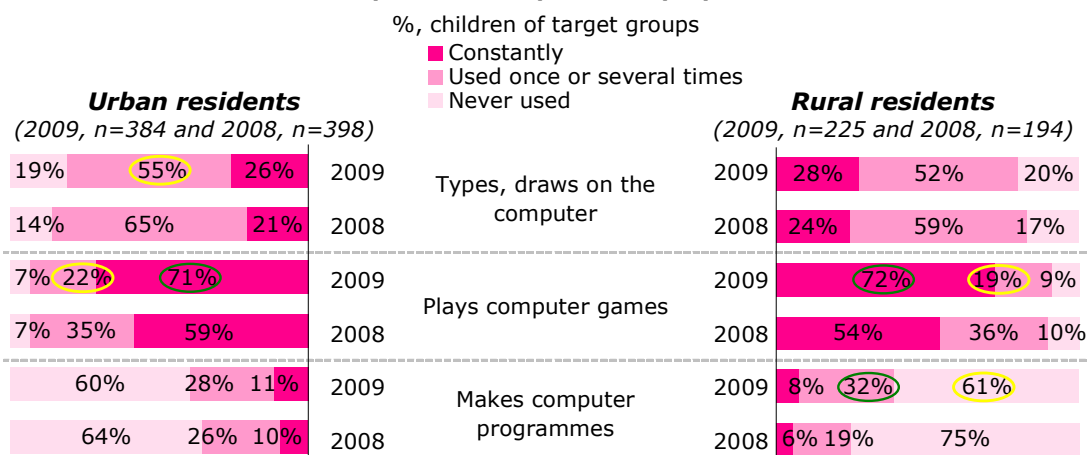 %, children of target groups
Constantly
Used once or several times
Never used
Urban residents
(2009, n=384 and 2008, n=398)
Rural residents
(2009, n=225 and 2008, n=194)
19% 55% 26% 2009 Types, draws on the computer 2009 28% 52% 20%
14% 65% 21% 2008 2008 24% 59% 17%
7% 22% 71% 2009 Plays computer games 2009 72% 19% 9%
7% 35% 59% 2008 2008 54% 36% 10%
60% 28% 11% 2009 Makes computer programmes 2009 8% 32% 61%
64% 26% 10% 2008 2008 6% 19% 75%